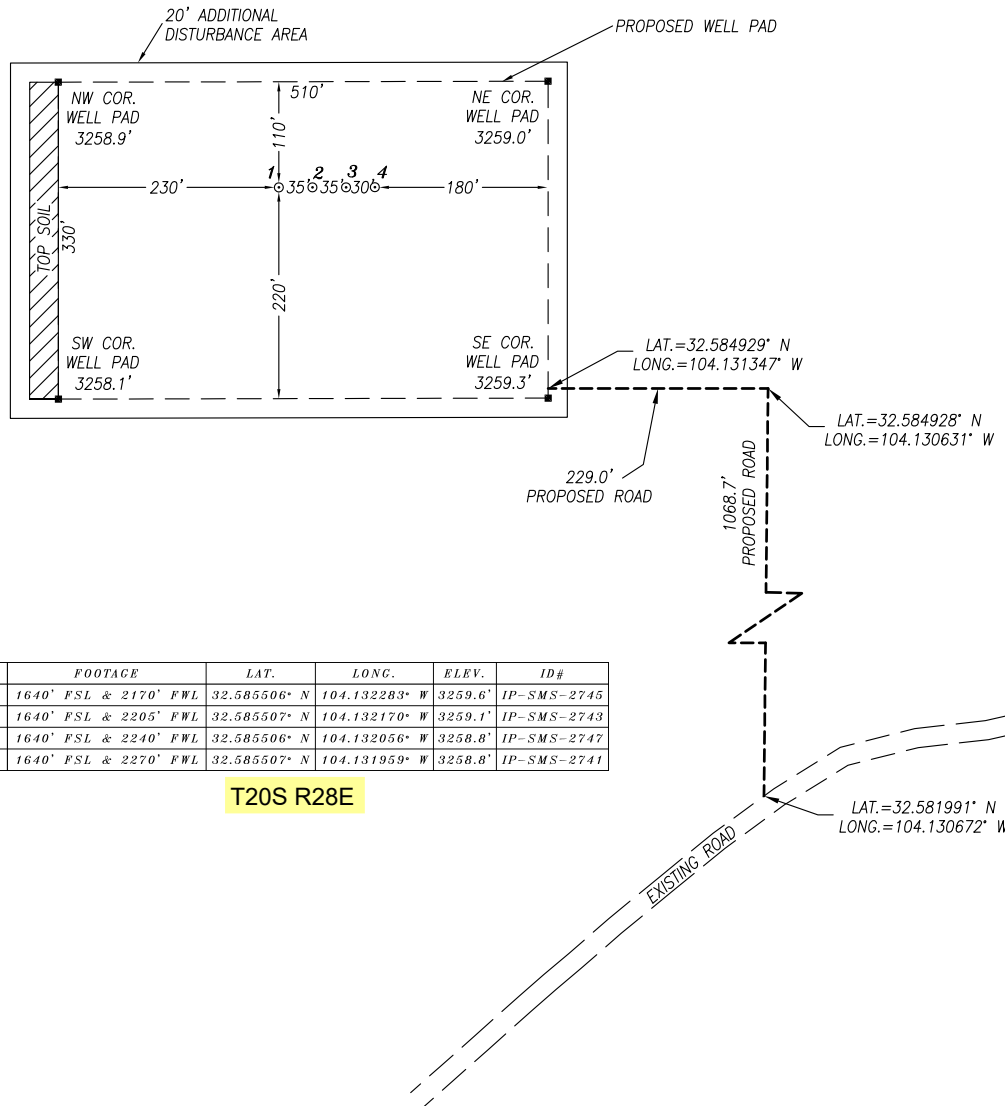 20' ADDITIONAL
DISTURBANCE AREA
PROPOSED WELL PAD
NW COR.
WELL PAD
3258.9'
510'
110'
NE COR.
WELL PAD
3259.0'
1 2 3 4
230' 35' 35' 30' 180'
TOP SOIL
330'
220'
SW COR.
WELL PAD
3258.1'
SE COR.
WELL PAD
3259.3'
LAT.=32.584929° N
LONG.=104.131347° W
LAT.=32.584928° N
LONG.=104.130631° W
229.0'
PROPOSED ROAD
1068.7'
PROPOSED ROAD
FOOTAGE LAT. LONG. ELEV. ID#
1640' FSL & 2170' FWL 32.585506° N 104.132283° W 3259.6' IP-SMS-2745
1640' FSL & 2205' FWL 32.585507° N 104.132170° W 3259.1' IP-SMS-2743
1640' FSL & 2240' FWL 32.585506° N 104.132056° W 3258.8' IP-SMS-2747
1640' FSL & 2270' FWL 32.585507° N 104.131959° W 3258.8' IP-SMS-2741
T20S R28E
LAT.=32.581991° N
LONG.=104.130672° W
EXISTING ROAD